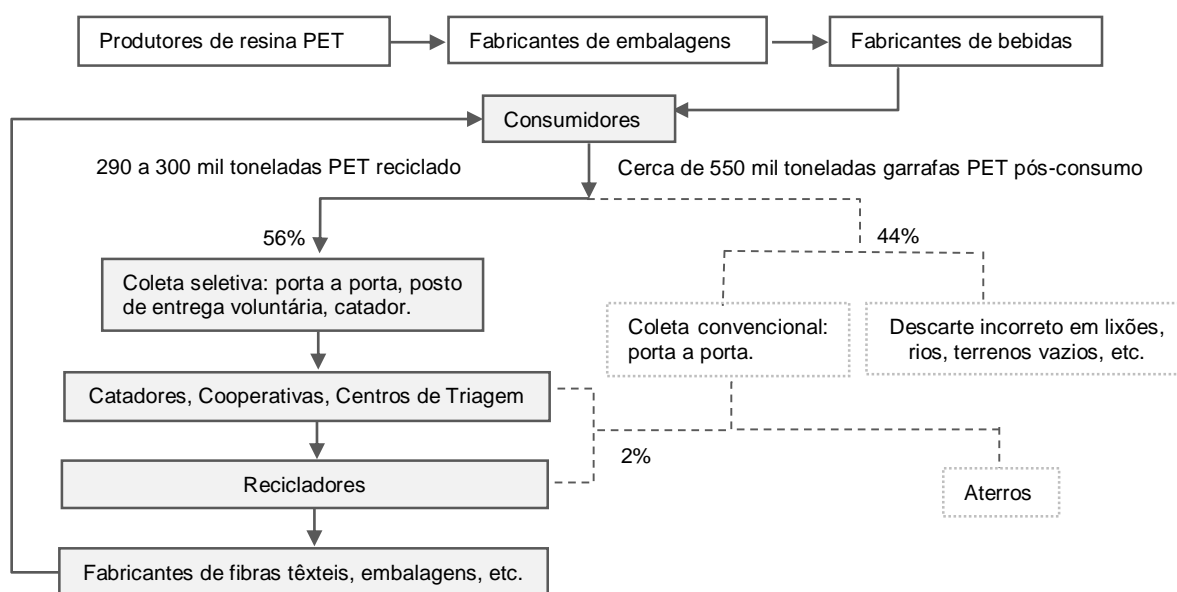 Produtores de resina PET
Fabricantes de embalagens
Fabricantes de bebidas
Consumidores
290 a 300 mil toneladas PET reciclado
Cerca de 550 mil toneladas garrafas PET pós-consumo
56%
44%
Coleta seletiva: porta a porta, posto
de entrega voluntária, catador.
Coleta convencional:
porta a porta.
Descarte incorreto em lixões,
rios, terrenos vazios, etc.
Catadores, Cooperativas, Centros de Triagem
2%
Recicladores
Aterros
Fabricantes de fibras têxteis, embalagens, etc.